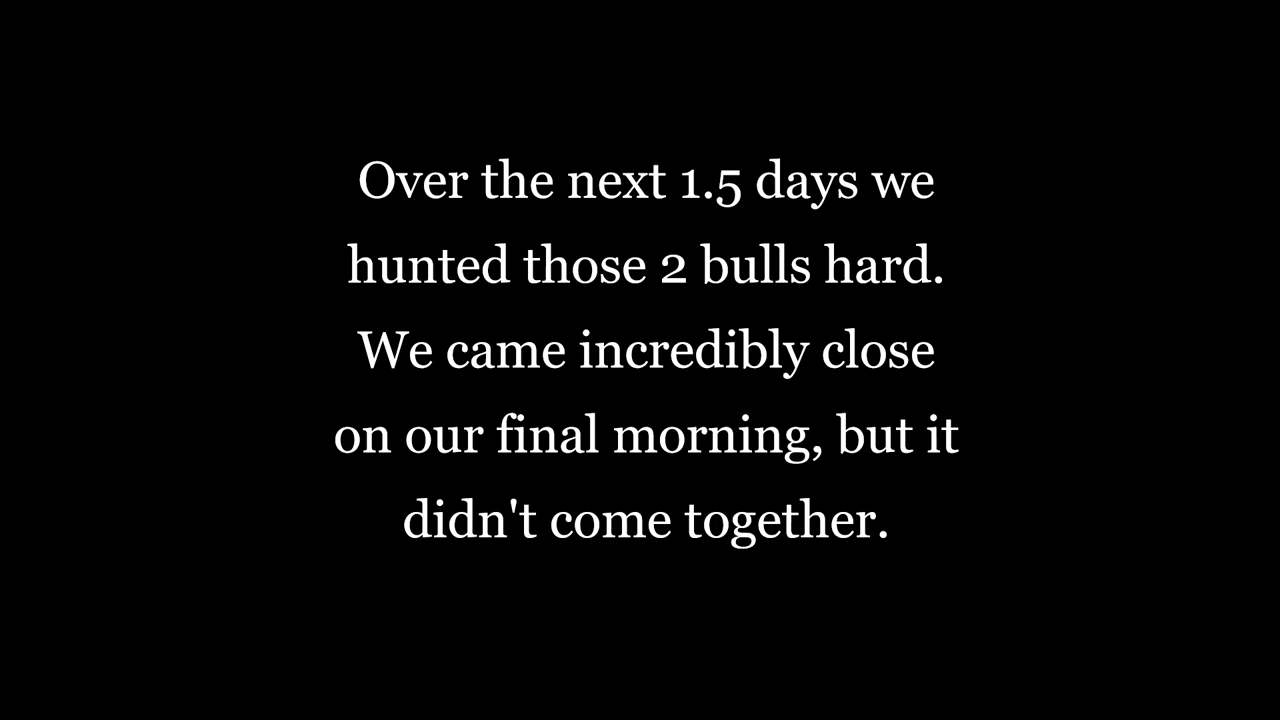 Over the next 1.5 days we
hunted those 2 bulls hard.
We came incredibly close
on our final morning, but it
didn't come together.